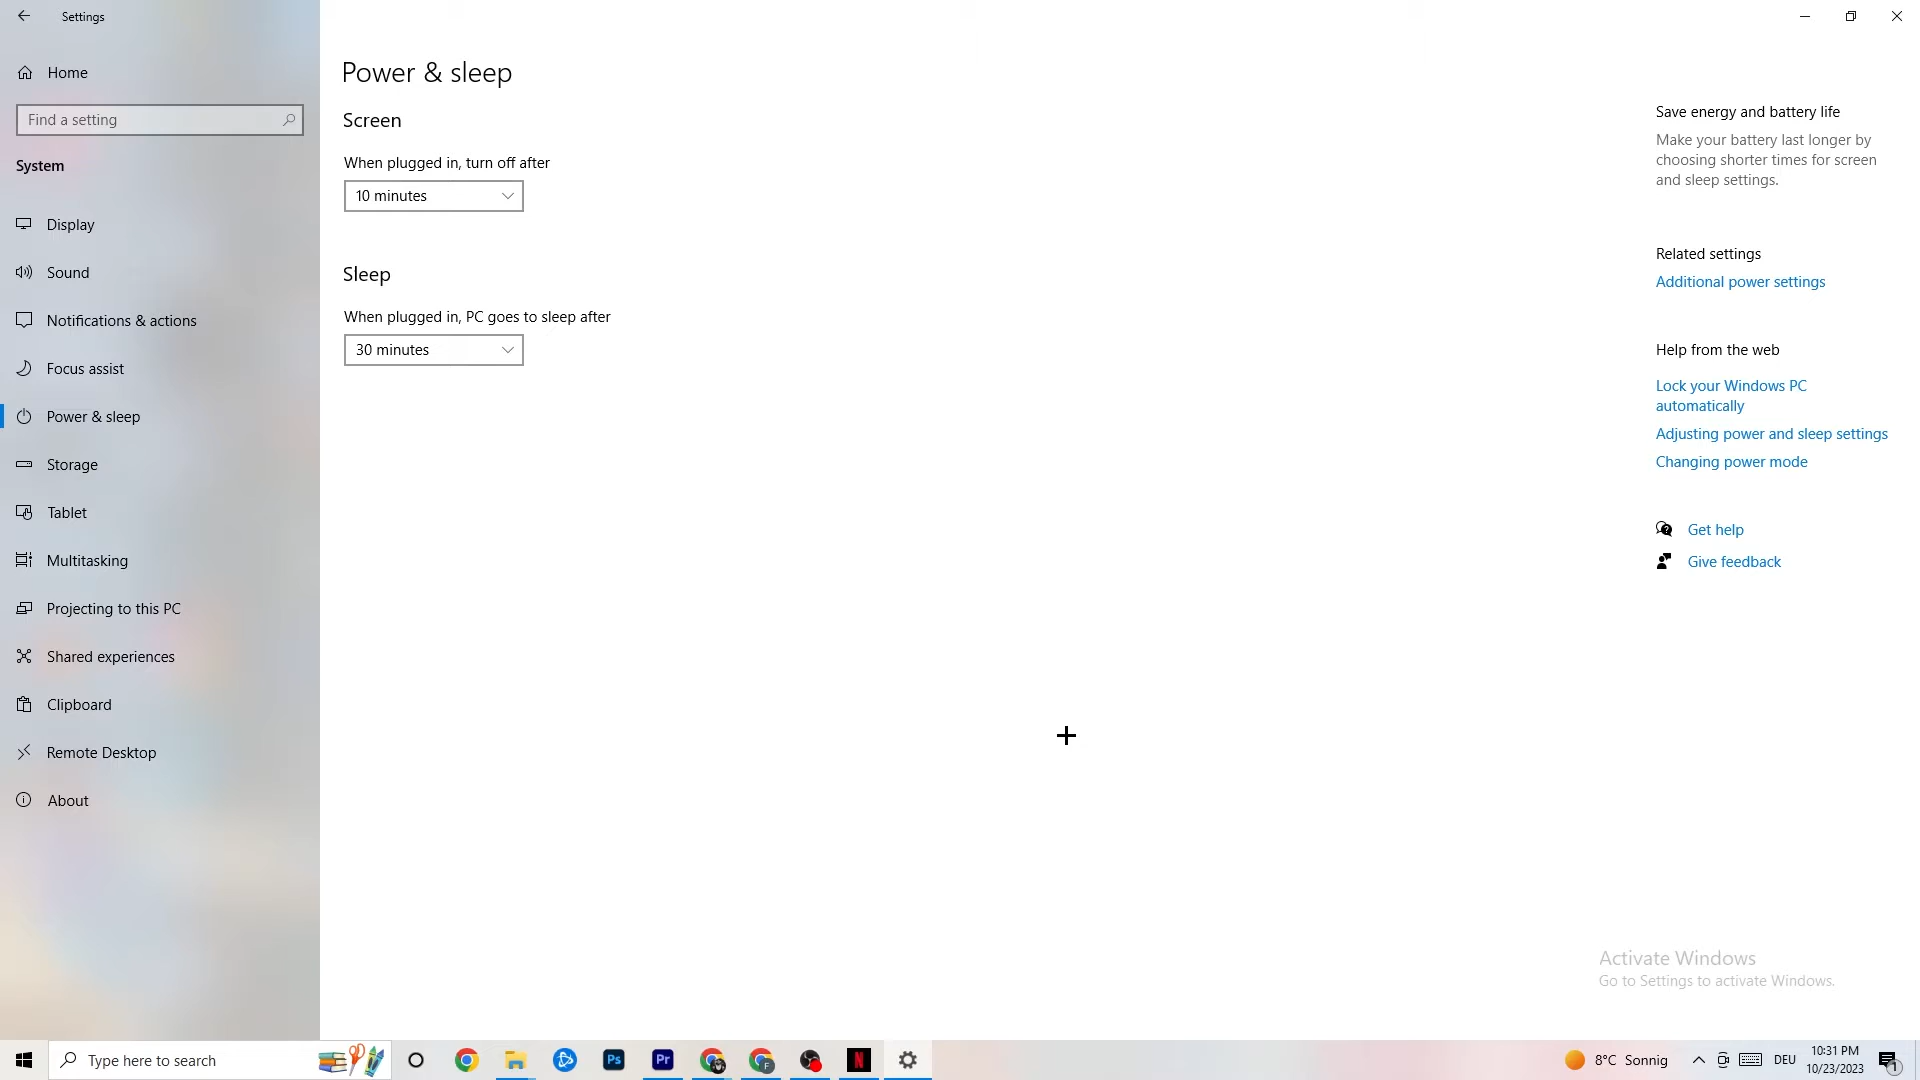 Settings
Home
Find a setting
System
Display
Sound
Notifications & actions
Focus assist
Power & sleep
Storage
Tablet
Multitasking
Projecting to this PC
Shared experiences
Clipboard
Remote Desktop
About
Power & sleep
Screen
When plugged in, turn off after
10 minutes
Sleep
When plugged in, PC goes to sleep after
30 minutes
Save energy and battery life
Make your battery last longer by
choosing shorter times for screen
and sleep settings.
Related settings
Additional power settings
Help from the web
Lock your Windows PC
automatically
Adjusting power and sleep settings
Changing power mode
Get help
Give feedback
Activate Windows
Go to Settings to activate Windows.
Type here to search
Ps
Pr
F
N
8°C Sonnig
DEU
10:31 PM
10/23/2023
1